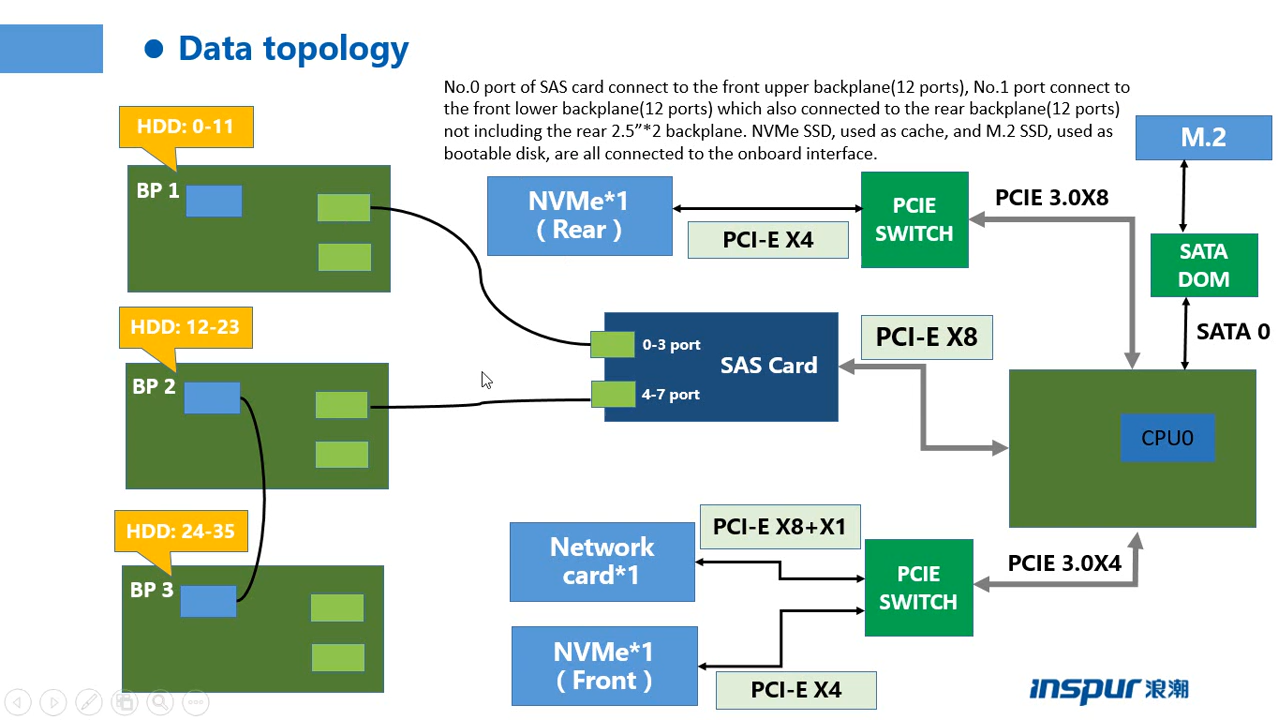 Data topology
No.0 port of SAS card connect to the front upper backplane(12 ports), No.1 port connect to
the front lower backplane(12 ports) which also connected to the rear backplane(12 ports)
not including the rear 2.5”*2 backplane. NVMe SSD, used as cache, and M.2 SSD, used as
bootable disk, are all connected to the onboard interface.
HDD: 0-11
BP 1
M.2
NVMe*1
( Rear )
PCI-E X4
PCIE
SWITCH
PCIE 3.0X8
SATA
DOM
SATA 0
HDD: 12-23
BP 2
0-3 port
4-7 port
SAS Card
PCI-E X8
CPU0
HDD: 24-35
BP 3
Network
card*1
PCI-E X8+X1
PCIE
SWITCH
PCIE 3.0X4
NVMe*1
( Front )
PCI-E X4
inspur 浪潮